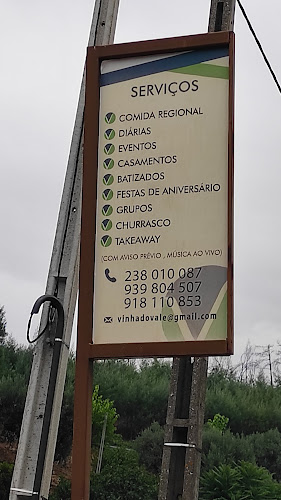 SERVIÇOS
COMIDA REGIONAL
DIÁRIAS
EVENTOS
CASAMENTOS
BATIZADOS
FESTAS DE ANIVERSÁRIO
GRUPOS
CHURRASCO
TAKEAWAY
(COM AVISO PRÉVIO , MÚSICA AO VIVO)
238 010 087
939 804 507
918 110 853
vinhadovale@gmail.com